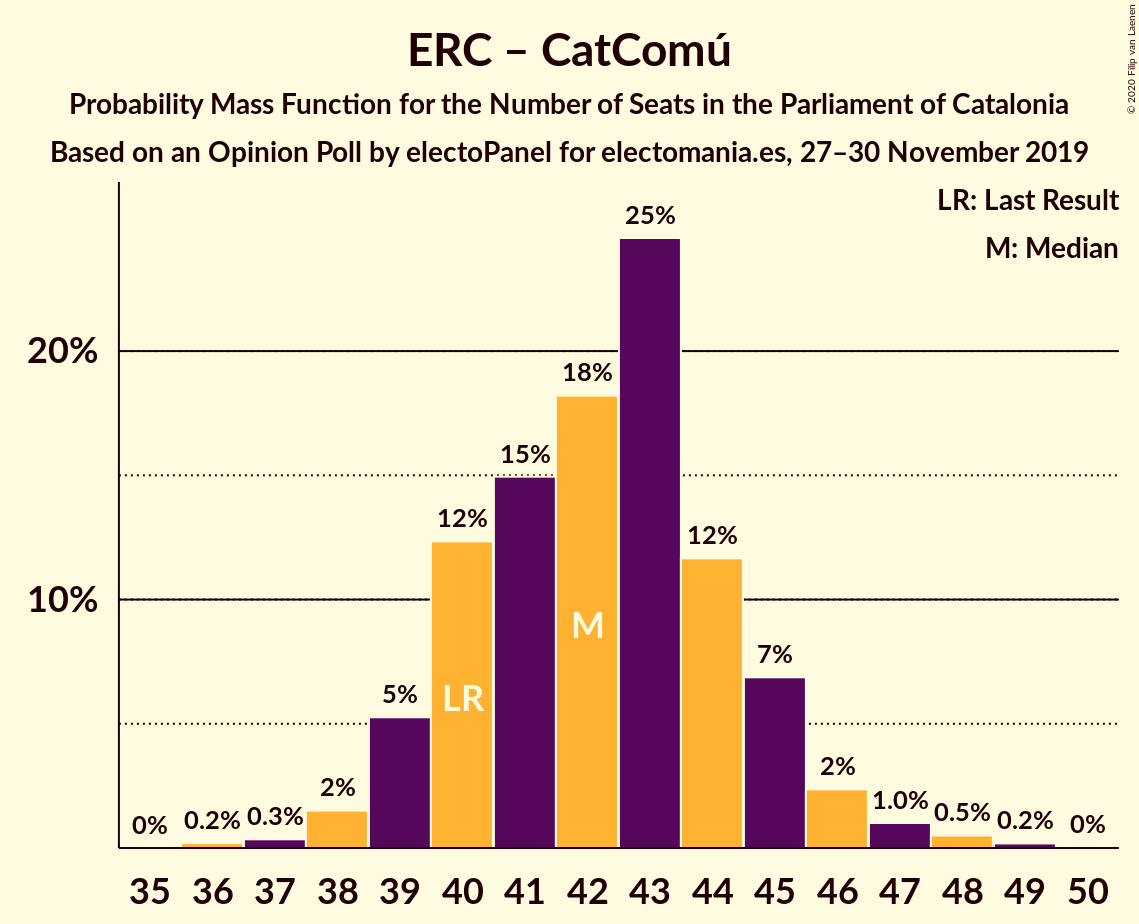 ERC – CatComú
Probability Mass Function for the Number of Seats in the Parliament of Catalonia
Based on an Opinion Poll by electoPanel for electomania.es, 27–30 November 2019
© 2020 Filip van Laenen
LR: Last Result
M: Median
25%
20%
18%
15%
12%
12%
10%
M
7%
5%
LR
2%
2%
1.0%
0%
0.2%
0.3%
0.5%
0.2%
0%
35 36 37 38 39 40 41 42 43 44 45 46 47 48 49 50